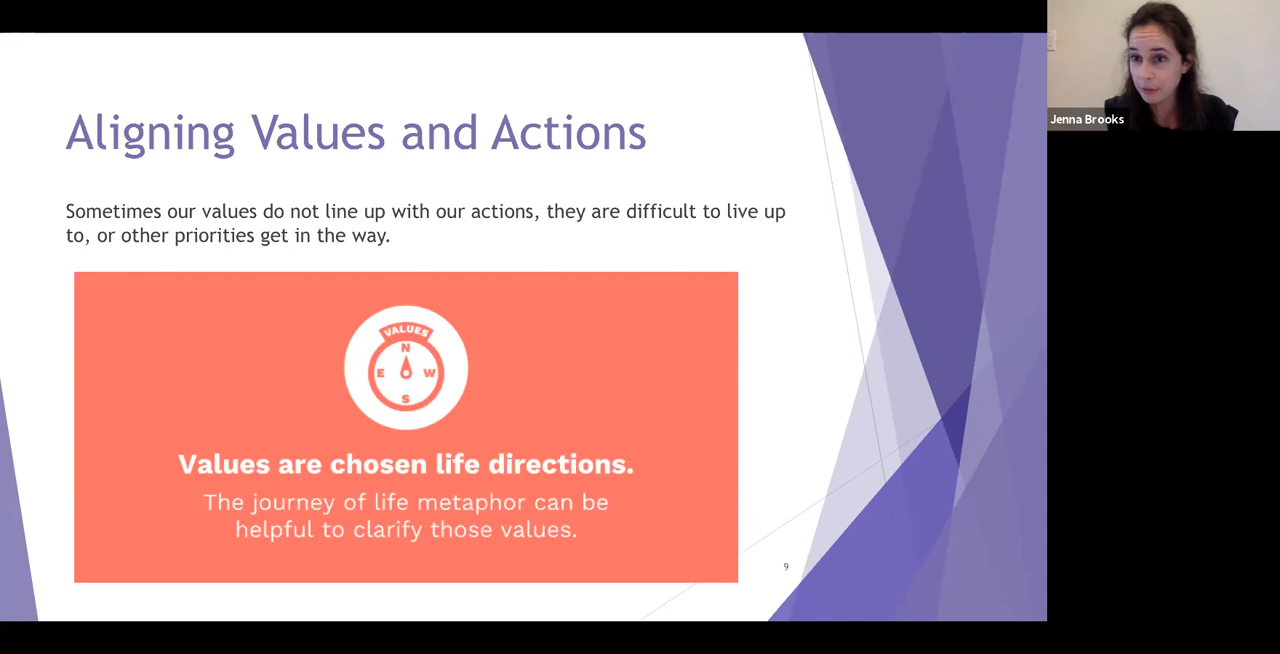 Aligning Values and Actions
Sometimes our values do not line up with our actions, they are difficult to live up
to, or other priorities get in the way.
VALUES
N
E W
S
Values are chosen life directions.
The journey of life metaphor can be
helpful to clarify those values.
9
Jenna Brooks